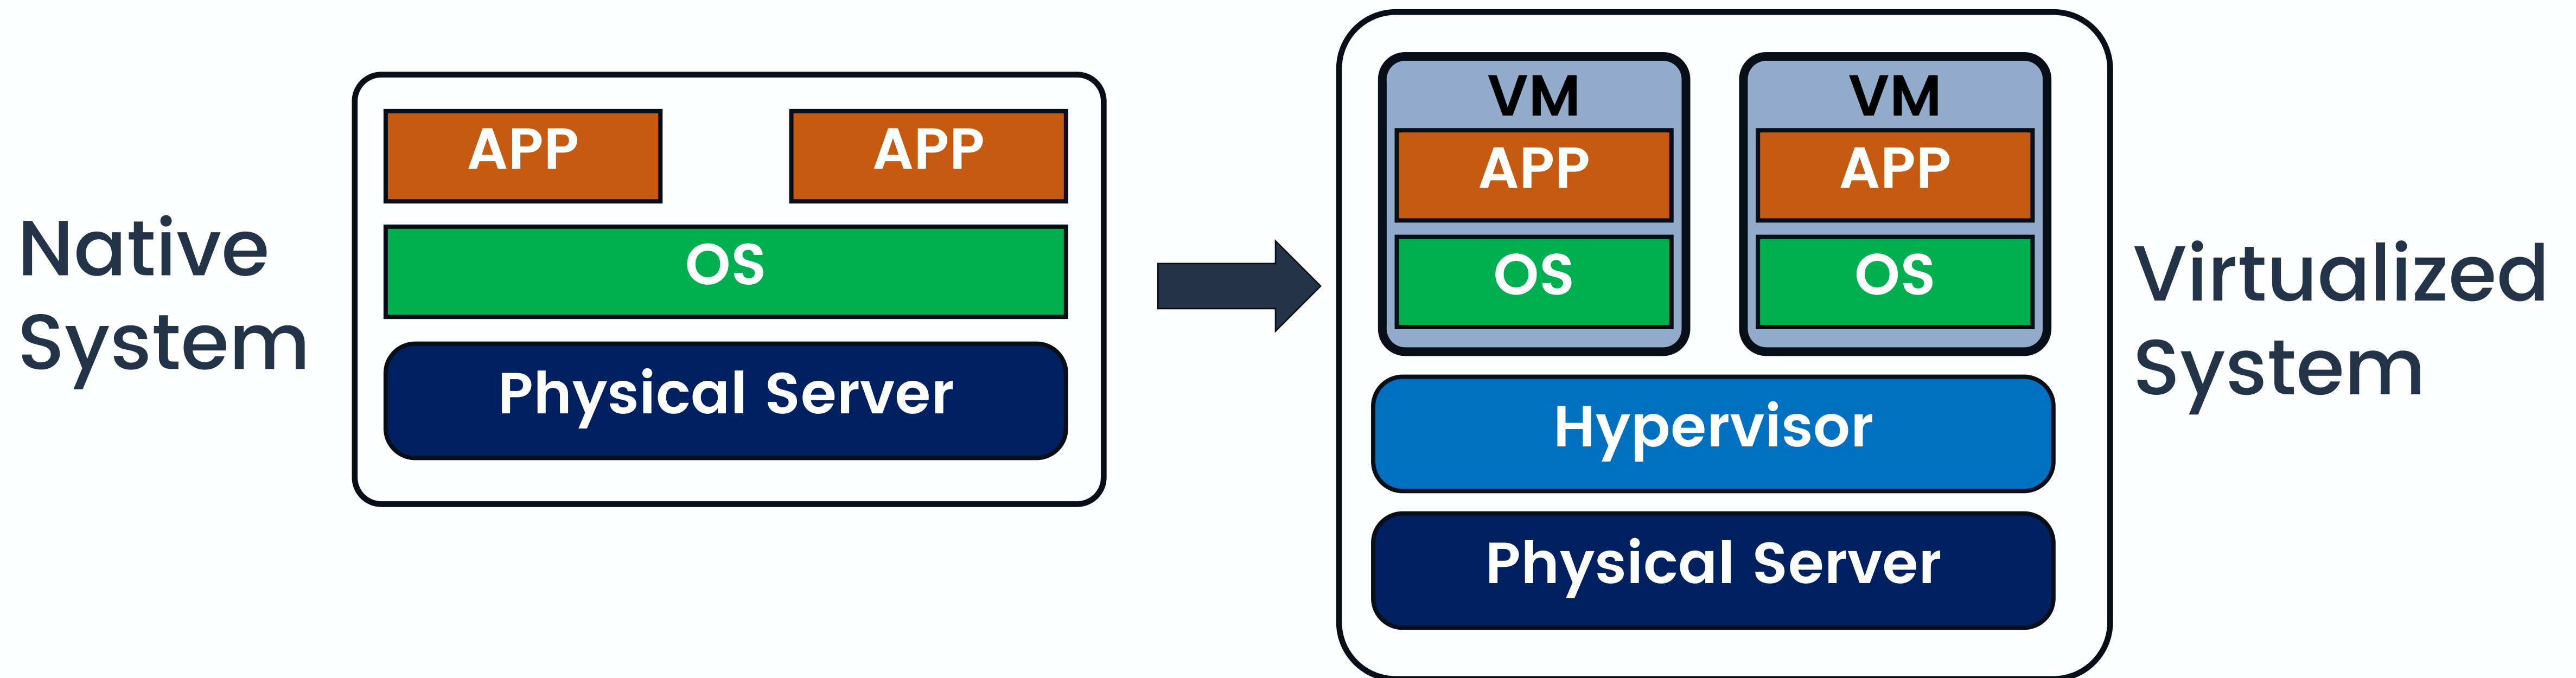 Native
System
APP
APP
OS
Physical Server
VM
APP
OS
VM
APP
OS
Hypervisor
Physical Server
Virtualized
System